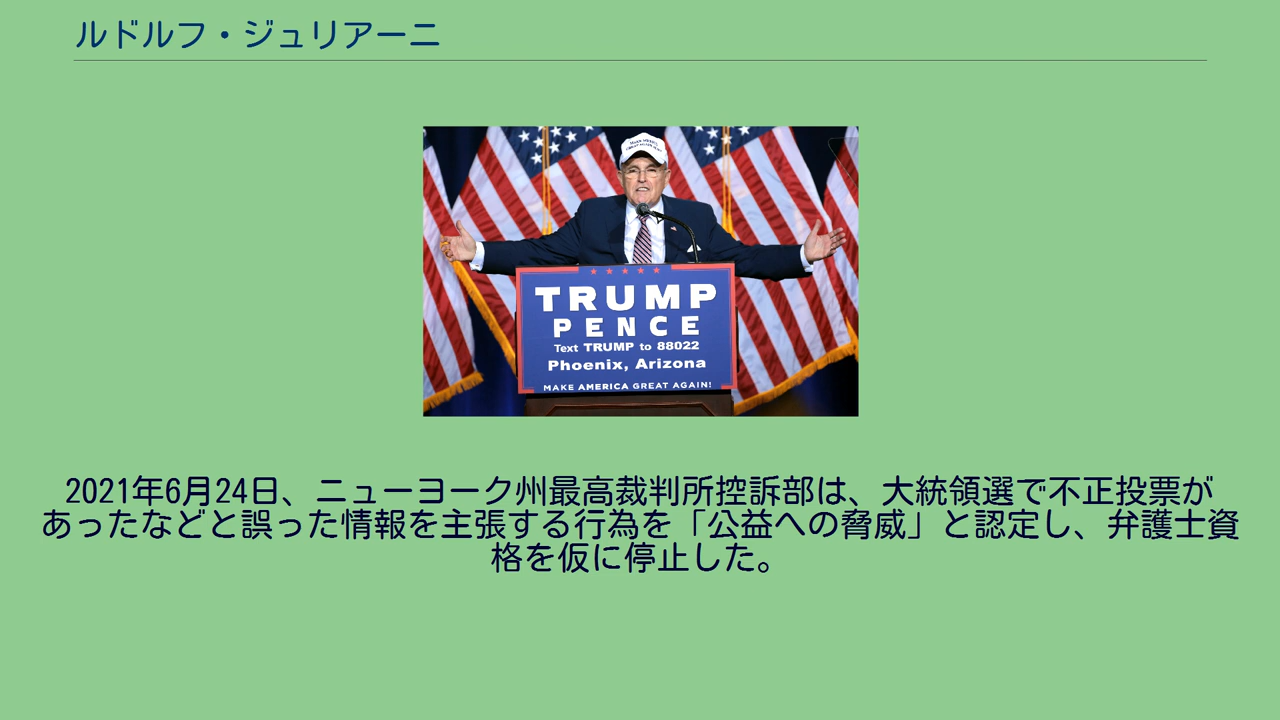 ルドルフ・ジュリアーニ
TRUMP
PENCE
Text TRUMP to 88022
Phoenix, Arizona
MAKE AMERICA GREAT AGAIN!
2021年6月24日、ニューヨーク州最高裁判所控訴部は、大統領選で不正投票が
あったなどと誤った情報を主張する行為を「公益への脅威」と認定し、弁護士資
格を仮に停止した。